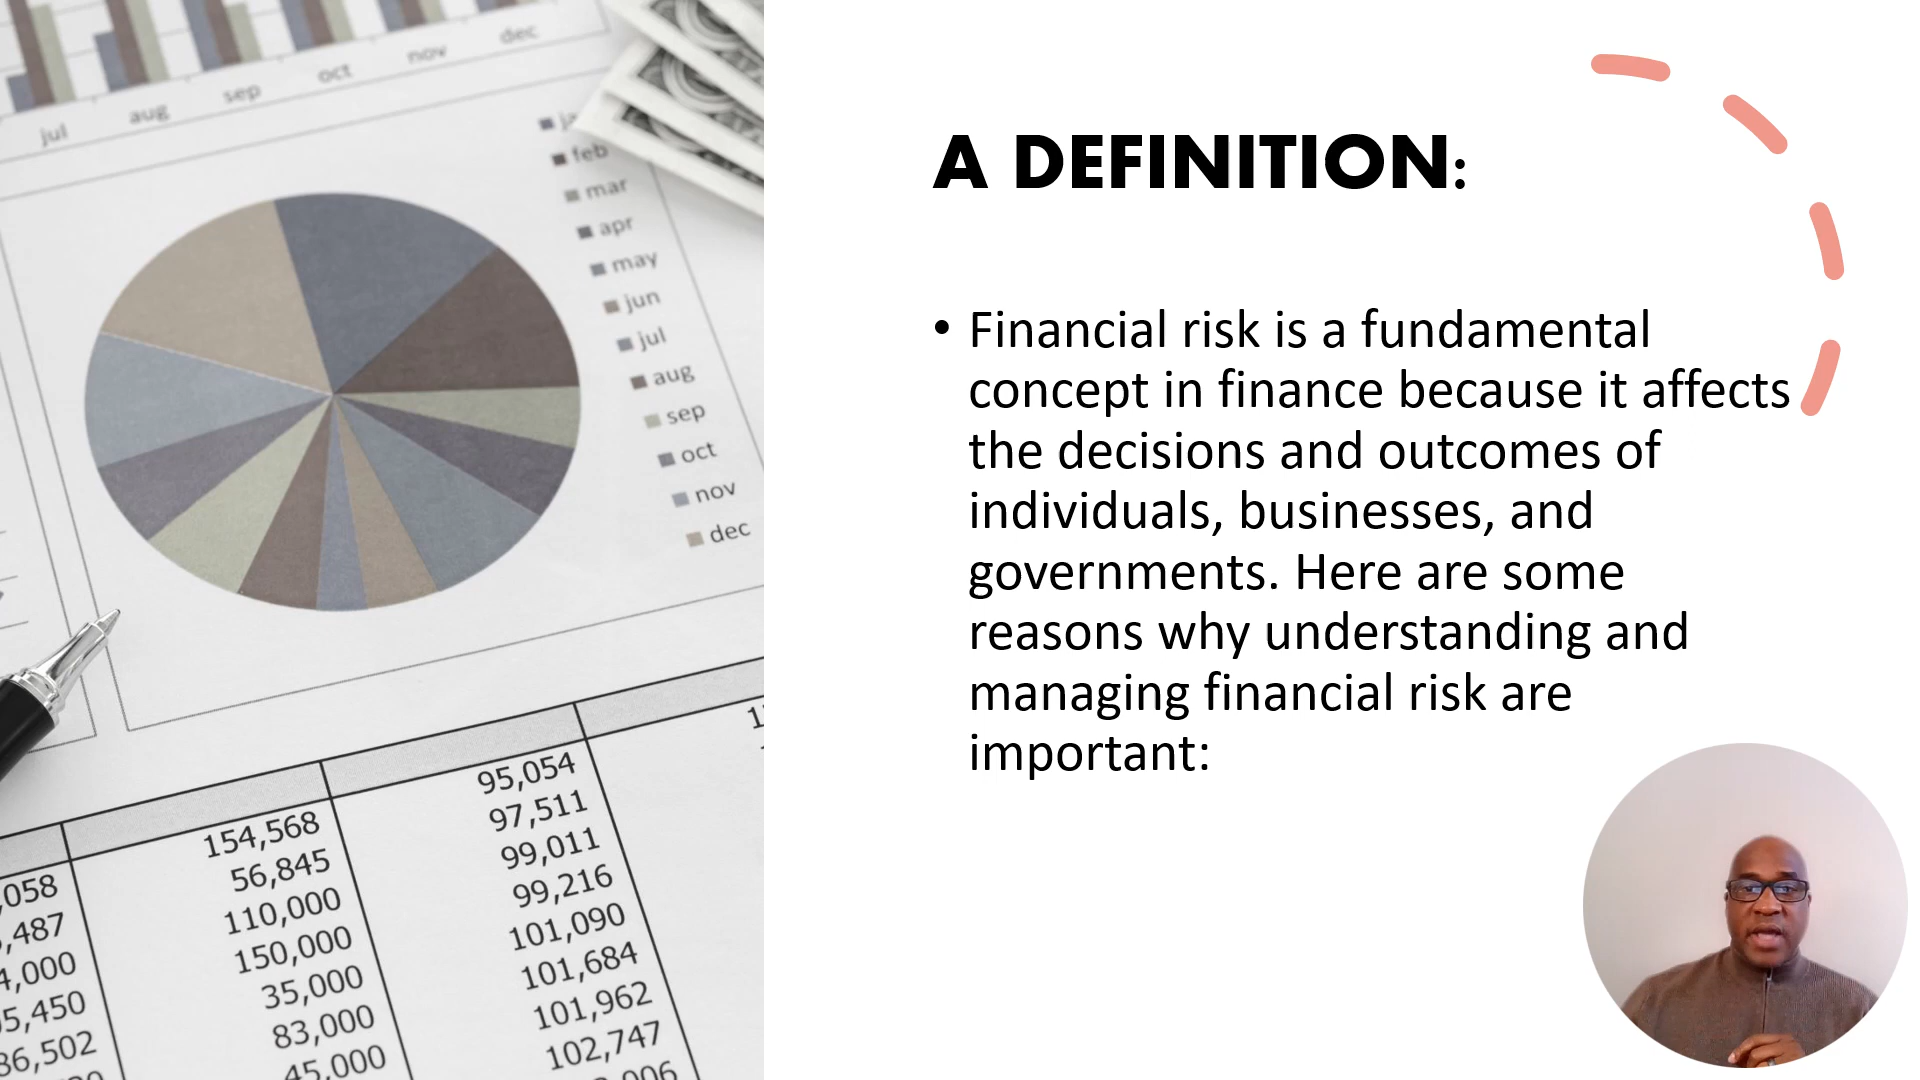 jul aug sep oct nov dec
feb
mar
apr
may
jun
jul
aug
sep
oct
nov
dec
95,054
97,511
99,011
99,216
101,090
101,684
101,962
102,747
154,568
56,845
110,000
150,000
35,000
83,000
45,000
A DEFINITION:
• Financial risk is a fundamental
concept in finance because it affects
the decisions and outcomes of
individuals, businesses, and
governments. Here are some
reasons why understanding and
managing financial risk are
important: